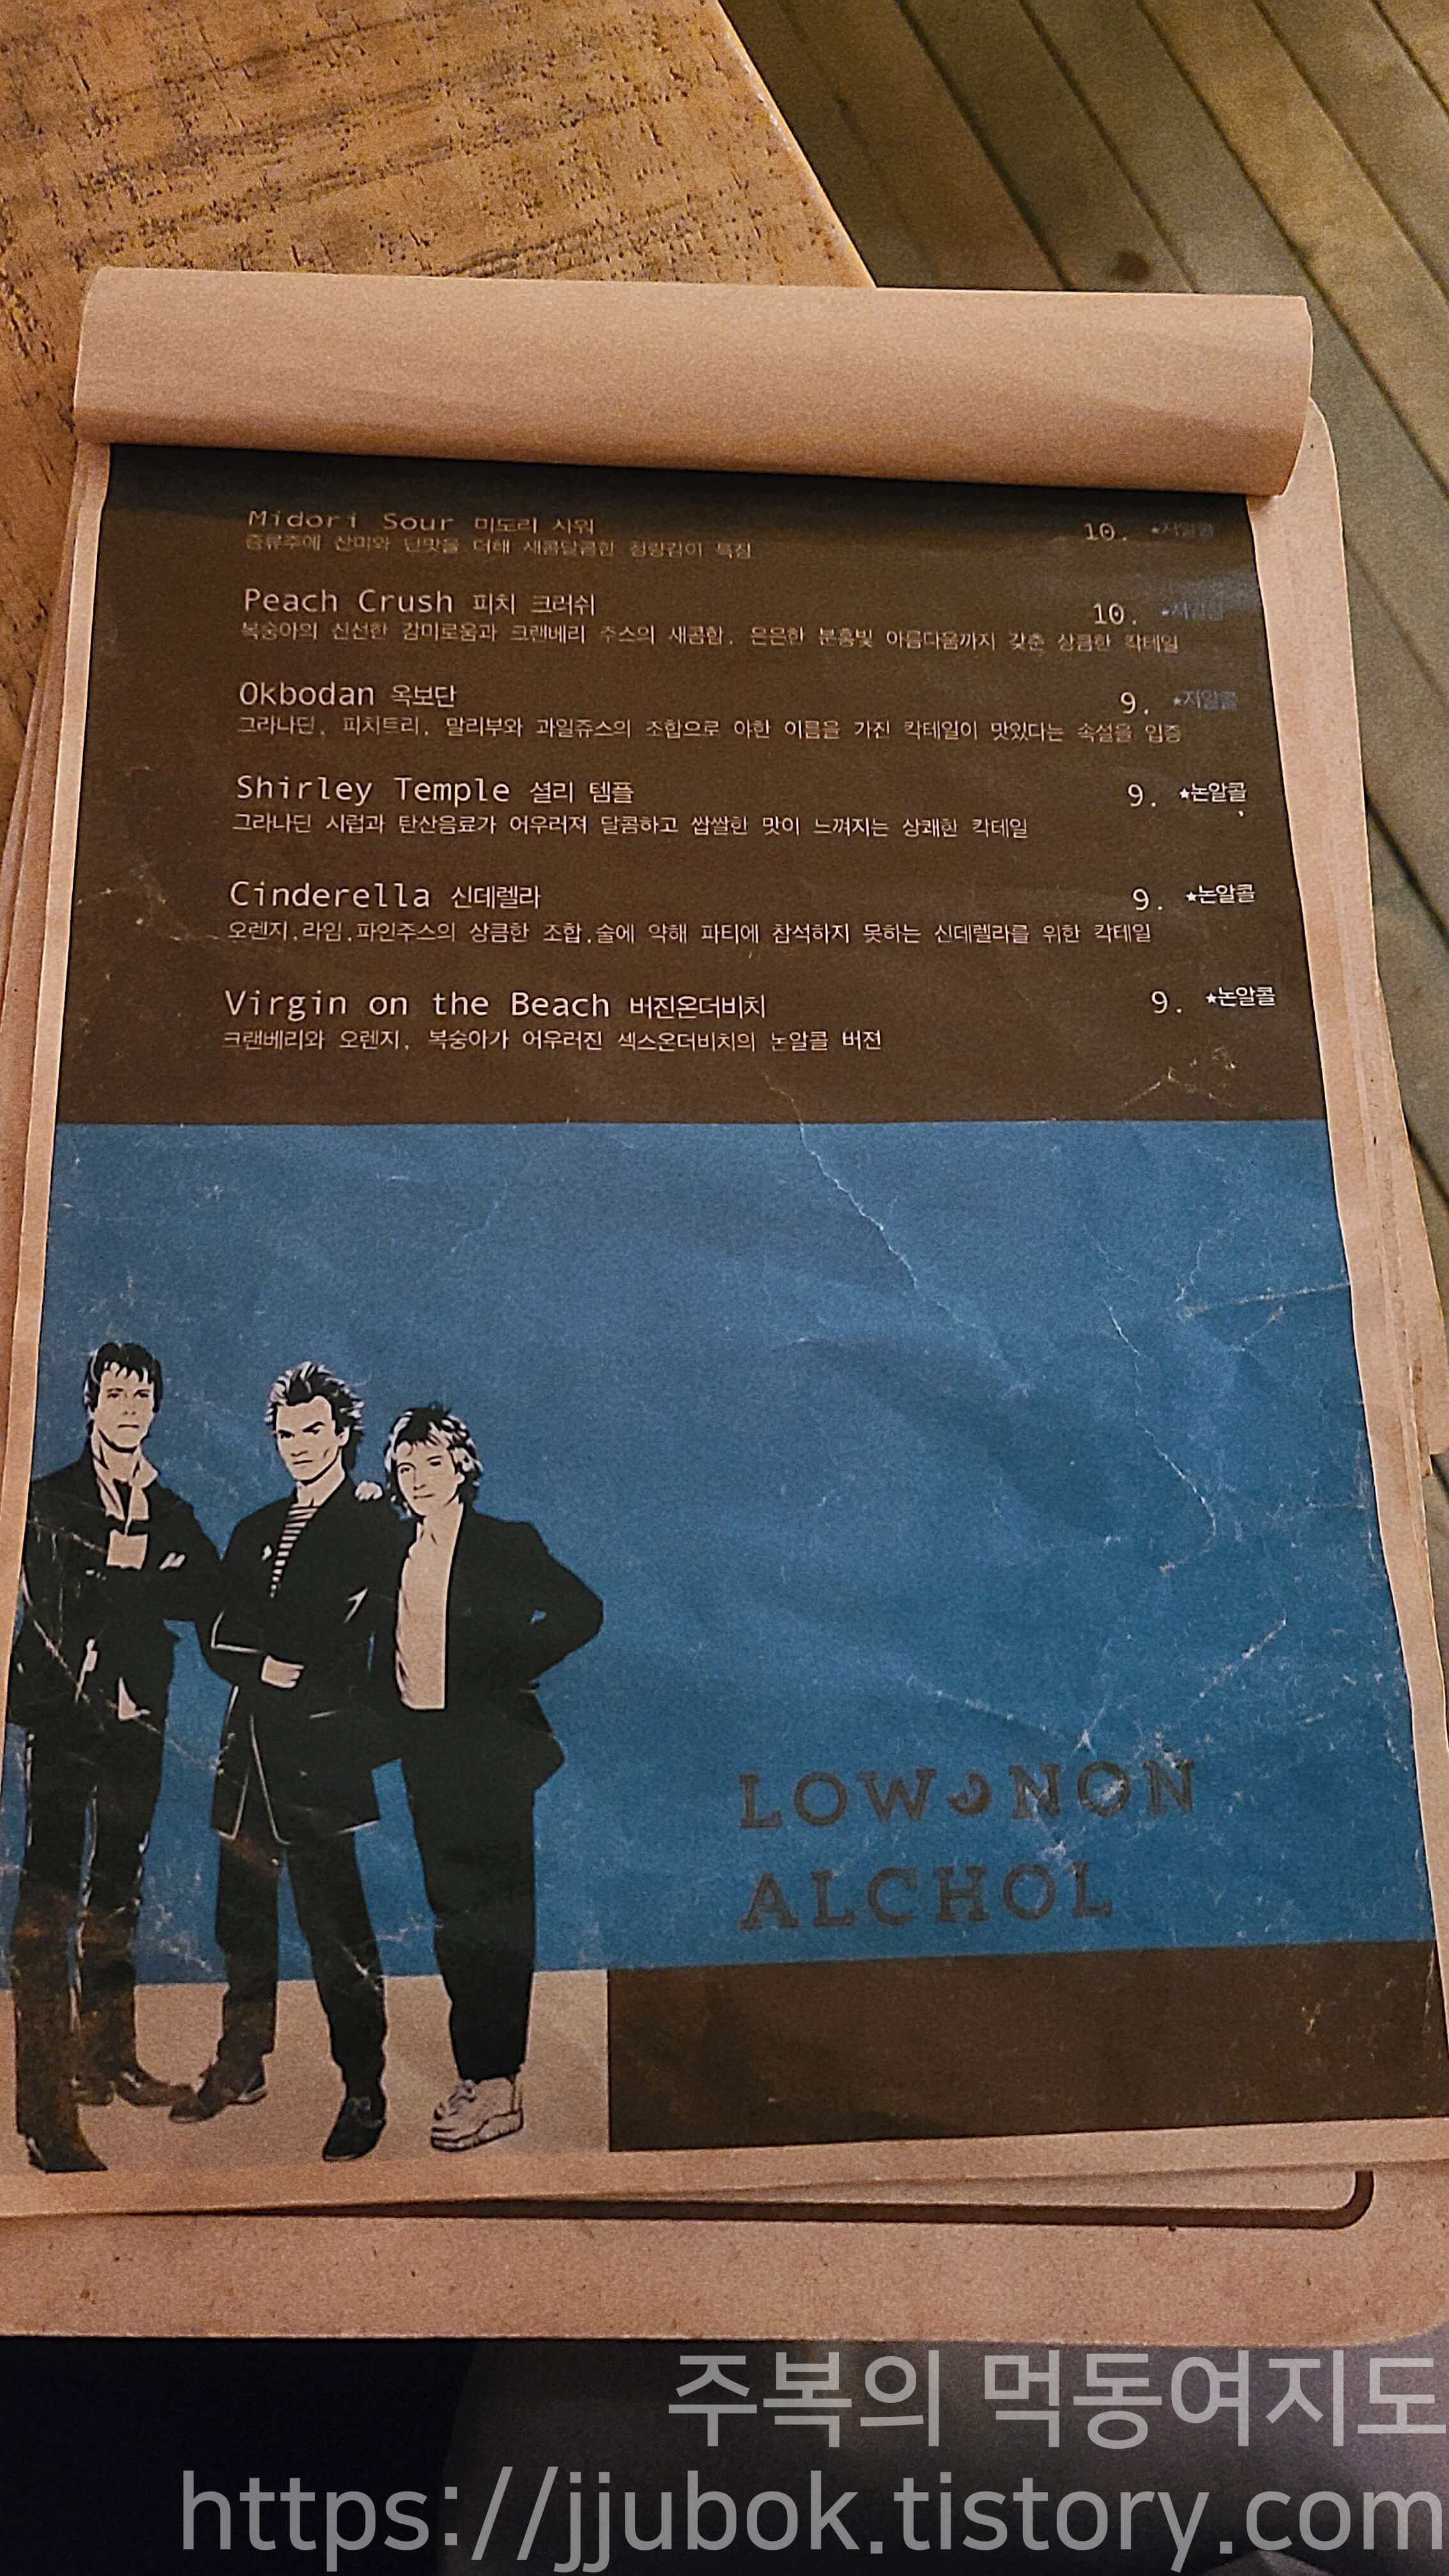 Midori Sour 미도리 사워 10. ★저알콜
증류주에 산미와 단맛을 더해 새콤달콤한 청량감이 특징
Peach Crush 피치 크러쉬 10. ★저알콜
복숭아의 신선한 감미로움과 크랜베리 주스의 새콤함. 은은한 분홍빛 아름다움까지 갖춘 상큼한 칵테일
Okbodan 옥보단 9. ★저알콜
그라나딘, 피치트리, 말리부와 과일쥬스의 조합으로 야한 이름을 가진 칵테일이 맛있다는 속설을 입증
Shirley Temple 셜리 템플 9. ★논알콜
그라나딘 시럽과 탄산음료가 어우러져 달콤하고 쌉쌀한 맛이 느껴지는 상쾌한 칵테일
Cinderella 신데렐라 9. ★논알콜
오렌지.라임.파인주스의 상큼한 조합.술에 약해 파티에 참석하지 못하는 신데렐라를 위한 칵테일
Virgin on the Beach 버진온더비치 9. ★논알콜
크랜베리와 오렌지, 복숭아가 어우러진 섹스온더비치의 논알콜 버젼
LOW NON
ALCHOL
주복의 먹동여지도
https://jjubok.tistory.com